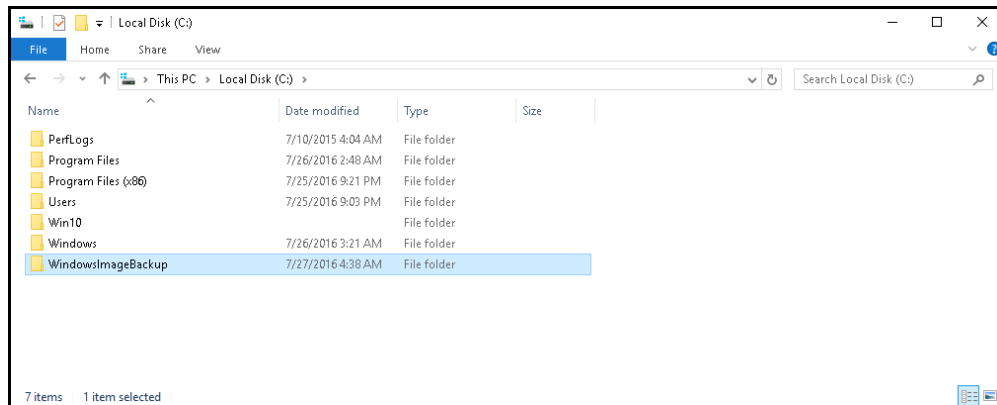 Local Disk (C:)
File Home Share View ?
This PC > Local Disk (C:) > Search Local Disk (C:)
Name Date modified Type Size
PerfLogs 7/10/2015 4:04 AM File folder
Program Files 7/26/2016 2:48 AM File folder
Program Files (x86) 7/25/2016 9:21 PM File folder
Users 7/25/2016 9:03 PM File folder
Win10 File folder
Windows 7/26/2016 3:21 AM File folder
WindowsImageBackup 7/27/2016 4:38 AM File folder
7 items 1 item selected